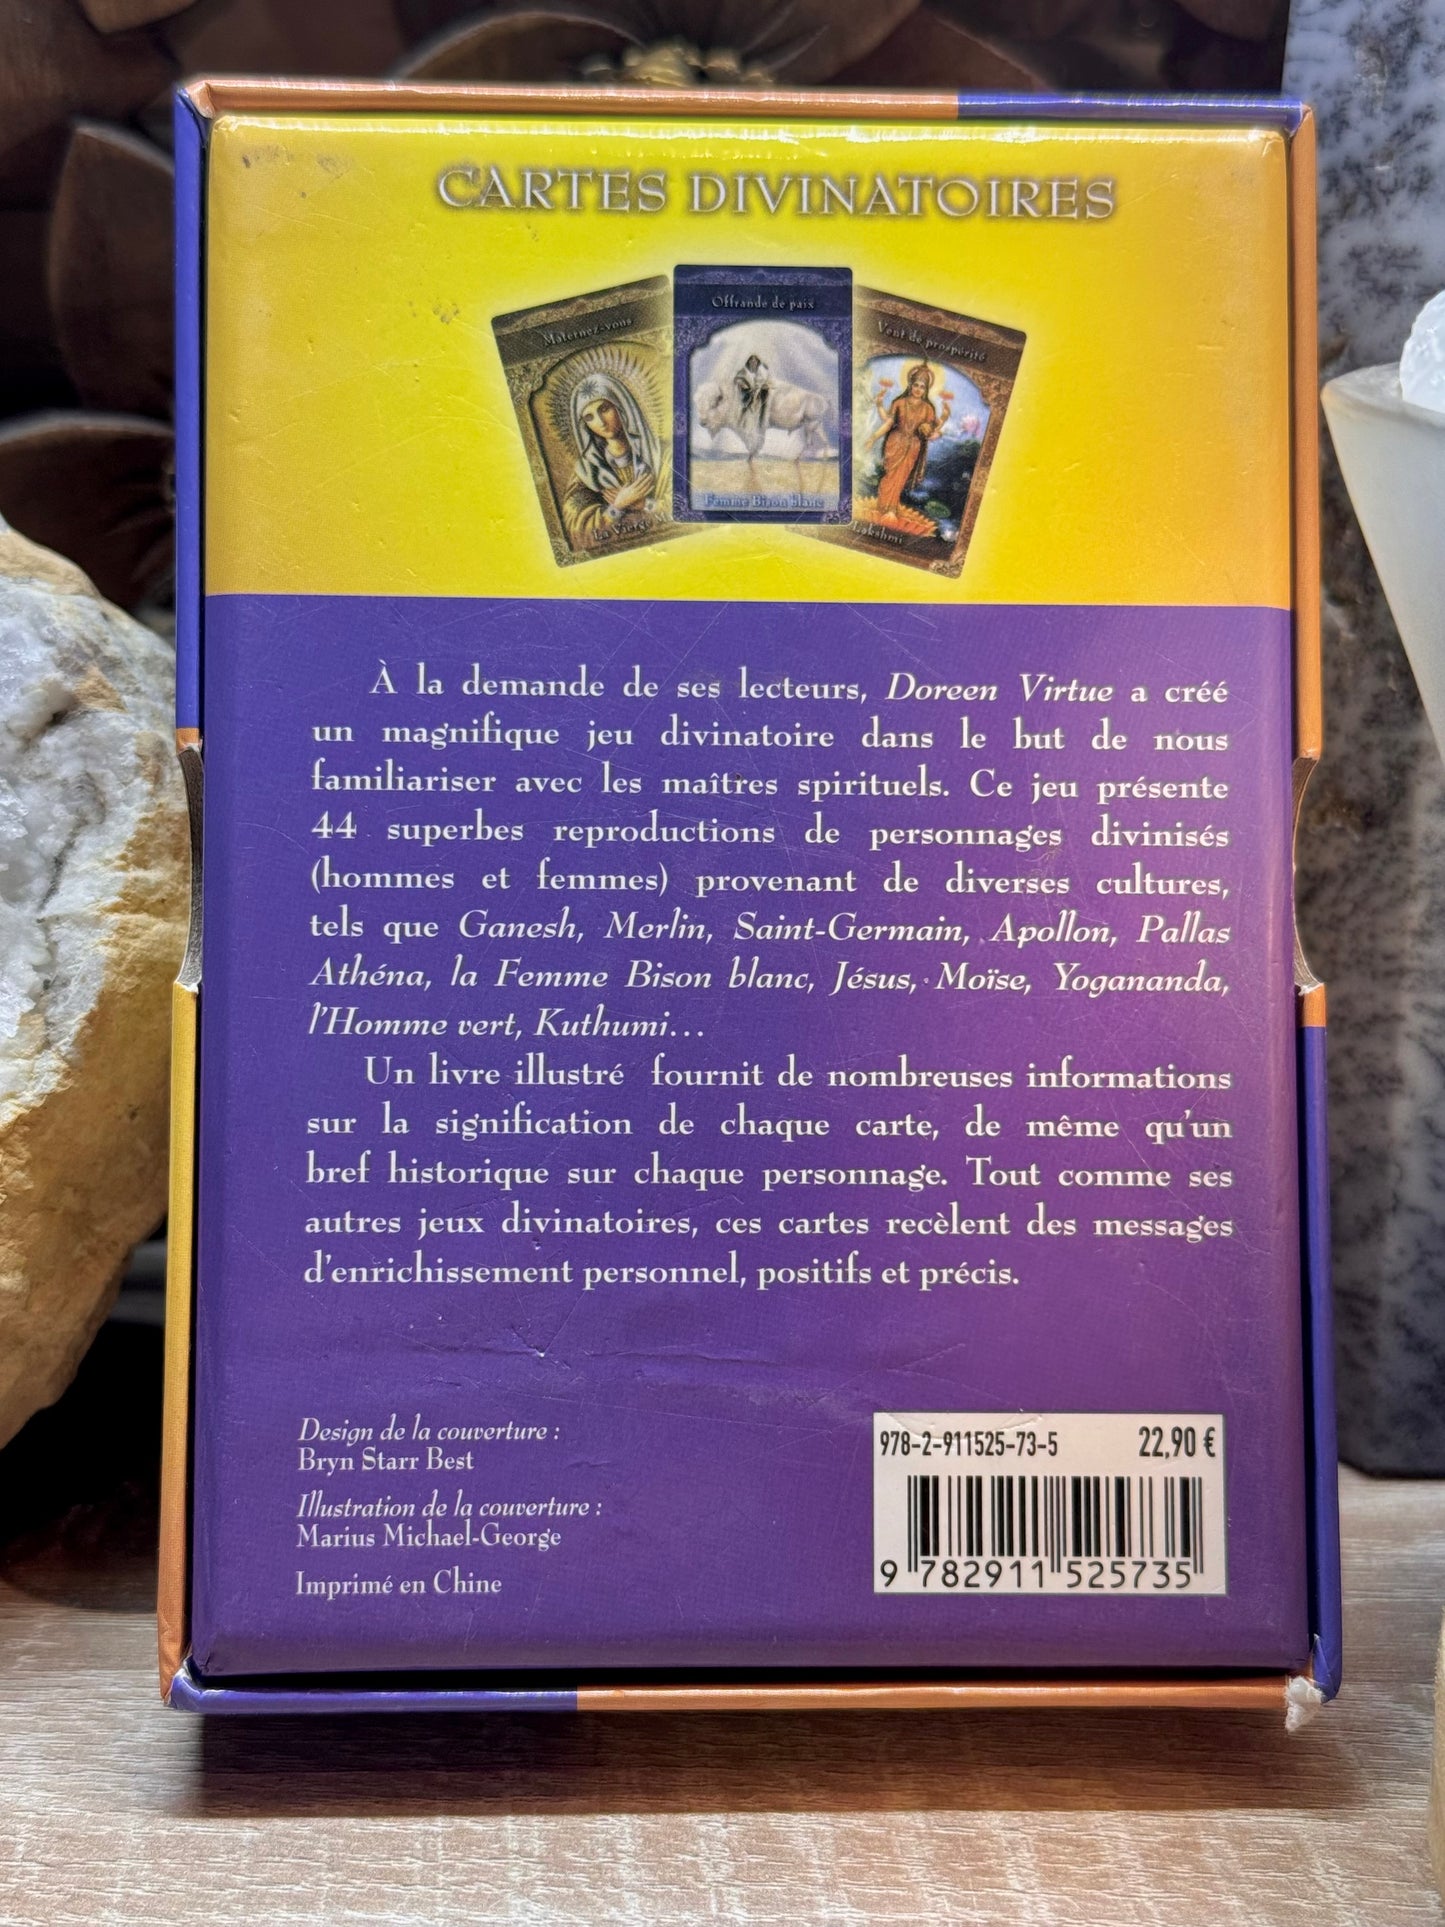 CARTES DIVINATOIRES
Maternez-vous
Offrande de paix
Vent de prospérité
La Vierge
Femme Bison blanc
Lakshmi
À la demande de ses lecteurs, Doreen Virtue a créé
un magnifique jeu divinatoire dans le but de nous
familiariser avec les maîtres spirituels. Ce jeu présente
44 superbes reproductions de personnages divinisés
(hommes et femmes) provenant de diverses cultures,
tels que Ganesh, Merlin, Saint-Germain, Apollon, Pallas
Athéna, la Femme Bison blanc, Jésus, Moïse, Yogananda,
l'Homme vert, Kuthumi...
Un livre illustré fournit de nombreuses informations
sur la signification de chaque carte, de même qu'un
bref historique sur chaque personnage. Tout comme ses
autres jeux divinatoires, ces cartes recèlent des messages
d'enrichissement personnel, positifs et précis.
Design de la couverture :
Bryn Starr Best
Illustration de la couverture :
Marius Michael-George
Imprimé en Chine
978-2-911525-73-5 22,90 €
9 782911 525735